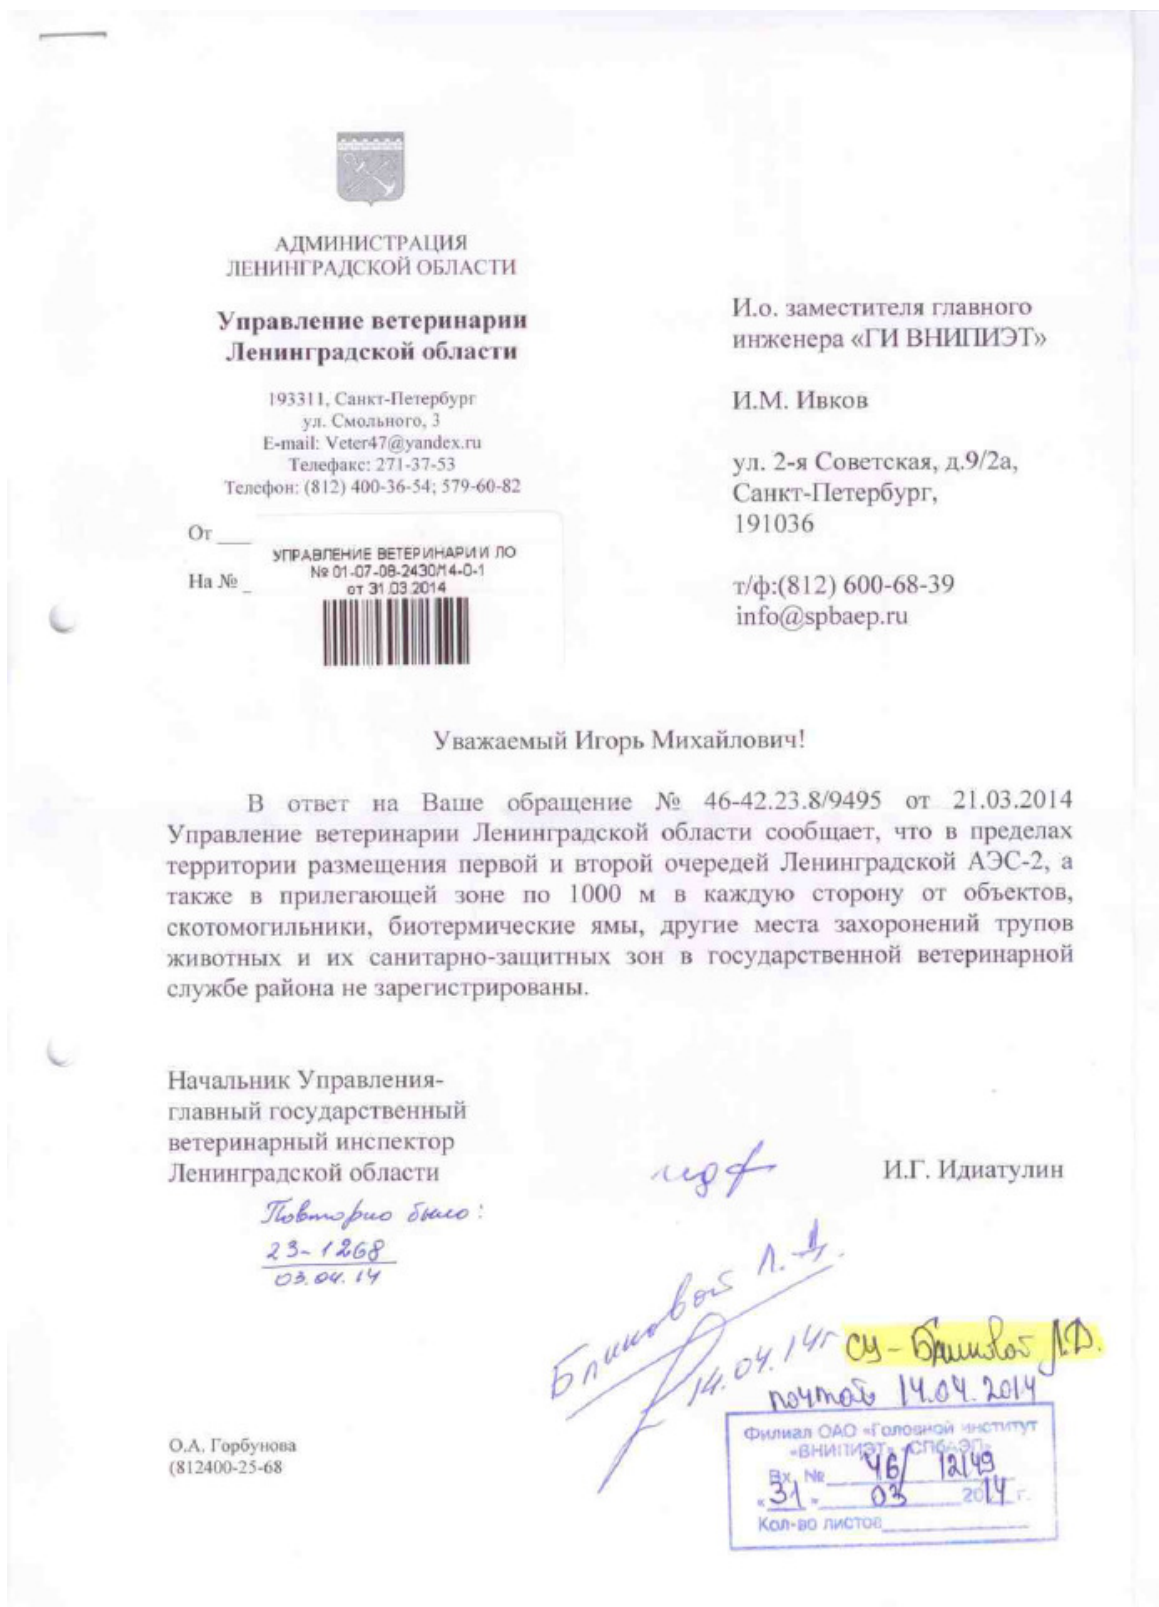 АДМИНИСТРАЦИЯ
ЛЕНИНГРАДСКОЙ ОБЛАСТИ
Управление ветеринарии
Ленинградской области
193311, Санкт-Петербург
ул. Смольного, 3
E-mail: Veter47@yandex.ru
Телефакс: 271-37-53
Телефон: (812) 400-36-54; 579-60-82
От ___
На № _
УПРАВЛЕНИЕ ВЕТЕРИНАРИИ ЛО
№ 01-07-08-2430/14-0-1
от 31.03.2014
И.о. заместителя главного
инженера «ГИ ВНИПИЭТ»
И.М. Ивков
ул. 2-я Советская, д.9/2а,
Санкт-Петербург,
191036
т/ф:(812) 600-68-39
info@spbaep.ru
Уважаемый Игорь Михайлович!
В ответ на Ваше обращение № 46-42.23.8/9495 от 21.03.2014
Управление ветеринарии Ленинградской области сообщает, что в пределах
территории размещения первой и второй очередей Ленинградской АЭС-2, а
также в прилегающей зоне по 1000 м в каждую сторону от объектов,
скотомогильники, биотермические ямы, другие места захоронений трупов
животных и их санитарно-защитных зон в государственной ветеринарной
службе района не зарегистрированы.
Начальник Управления-
главный государственный
ветеринарный инспектор
Ленинградской области
И.Г. Идиатулин
Повторно было:
23-1268
03.04.14
Блиновой Л.Д.
14.04.14г
СУ-Блиновой Л.Д.
почтой 14.04.2014
Филиал ОАО «Головной институт
«ВНИПИЭТ» «СПбАЭП»
Вх. № 46/ 12149
«31» 03 2014 г.
Кол-во листов
О.А. Горбунова
(812400-25-68